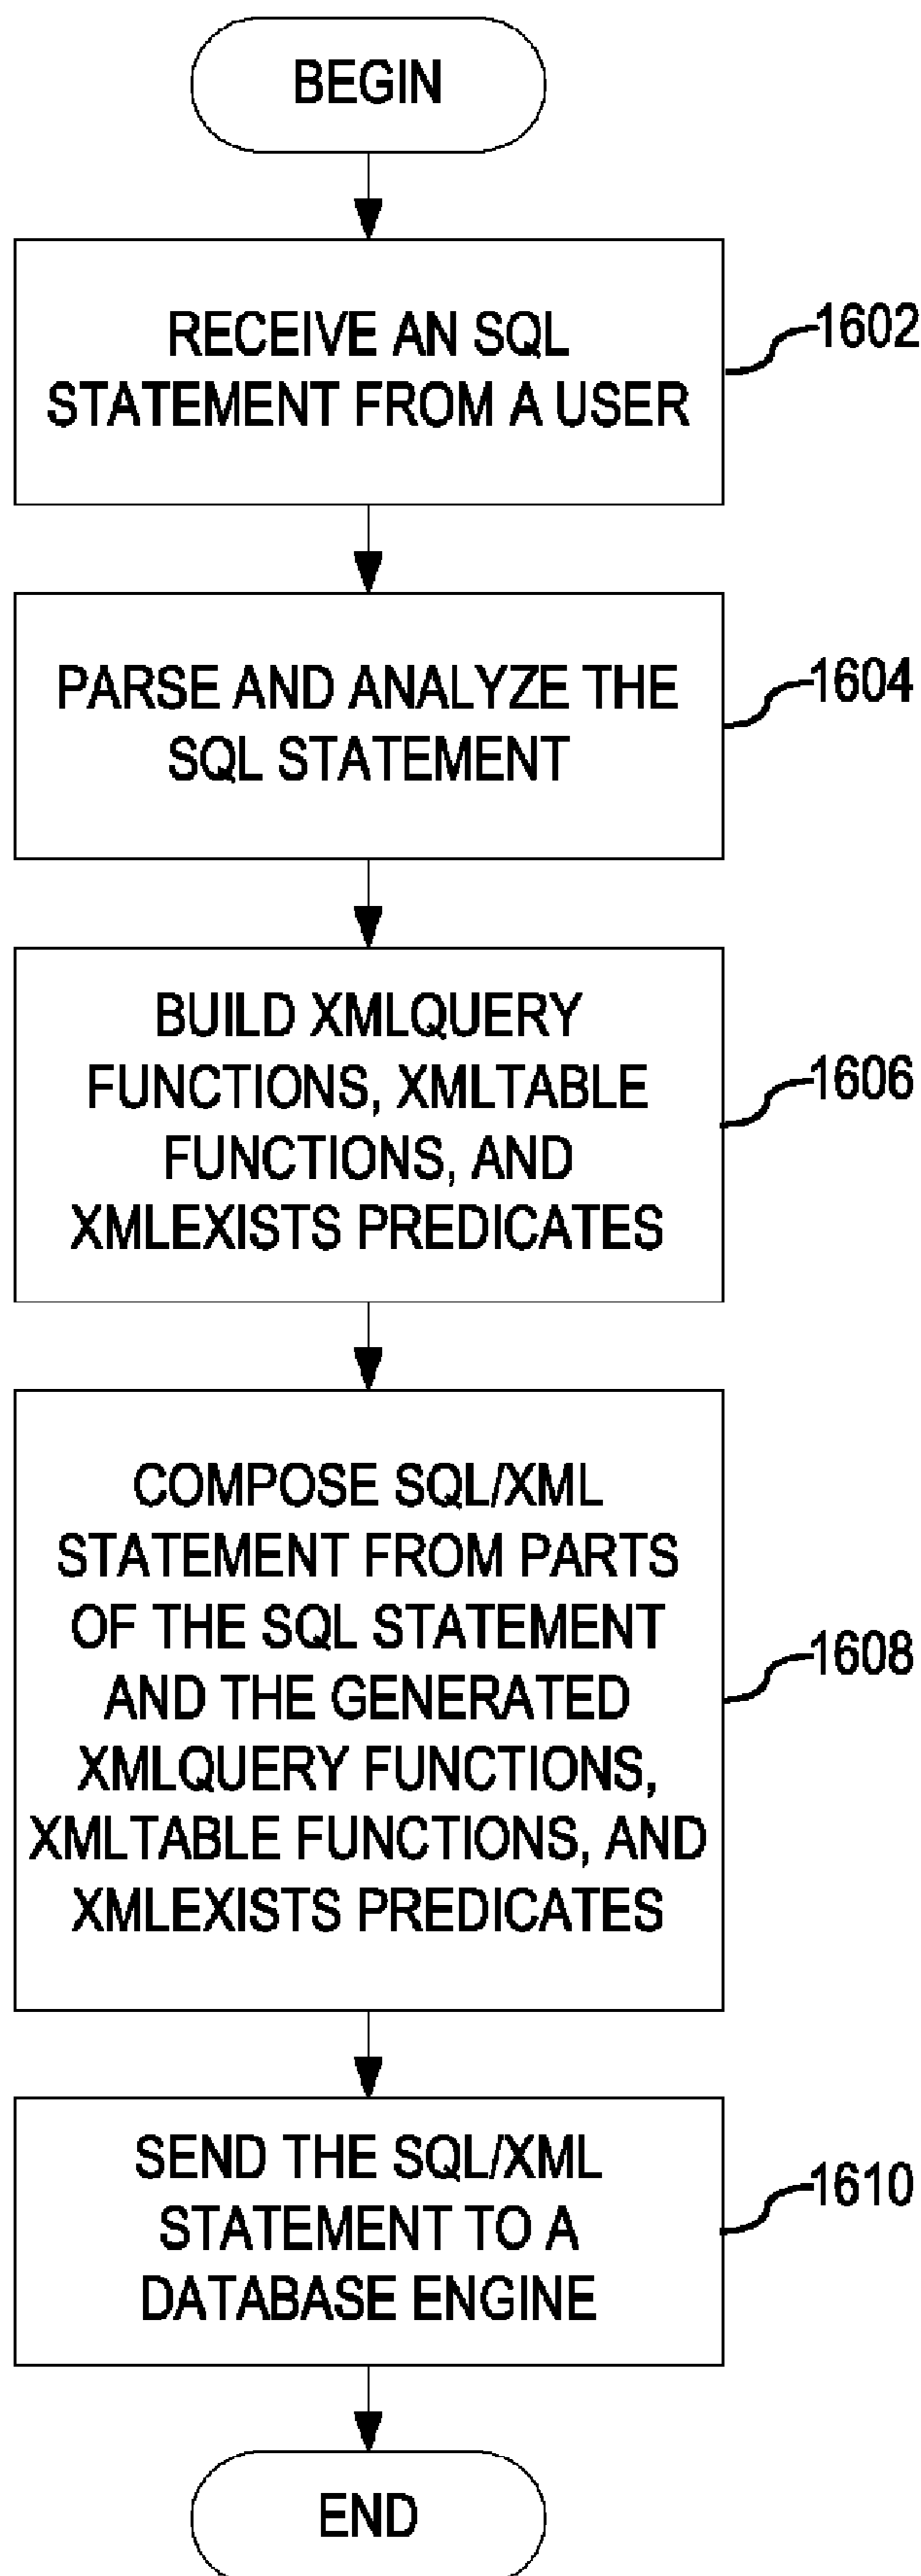 BEGIN
RECEIVE AN SQL
STATEMENT FROM A USER
1602
PARSE AND ANALYZE THE
SQL STATEMENT
1604
BUILD XMLQUERY
FUNCTIONS, XMLTABLE
FUNCTIONS, AND
XMLEXISTS PREDICATES
1606
COMPOSE SQL/XML
STATEMENT FROM PARTS
OF THE SQL STATEMENT
AND THE GENERATED
XMLQUERY FUNCTIONS,
XMLTABLE FUNCTIONS, AND
XMLEXISTS PREDICATES
1608
SEND THE SQL/XML
STATEMENT TO A
DATABASE ENGINE
1610
END